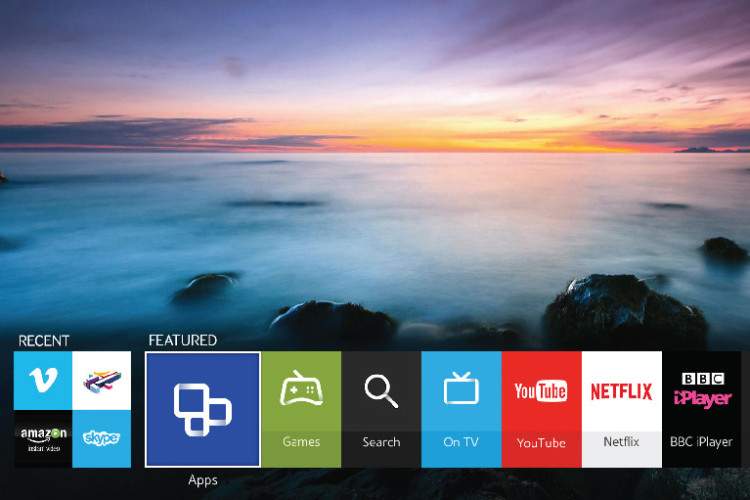 RECENT
FEATURED
amazon
instant video
skype
Games
Search
On TV
YouTube
YouTube
NETFLIX
Netflix
BBC
iPlayer
BBC iPlayer
Apps